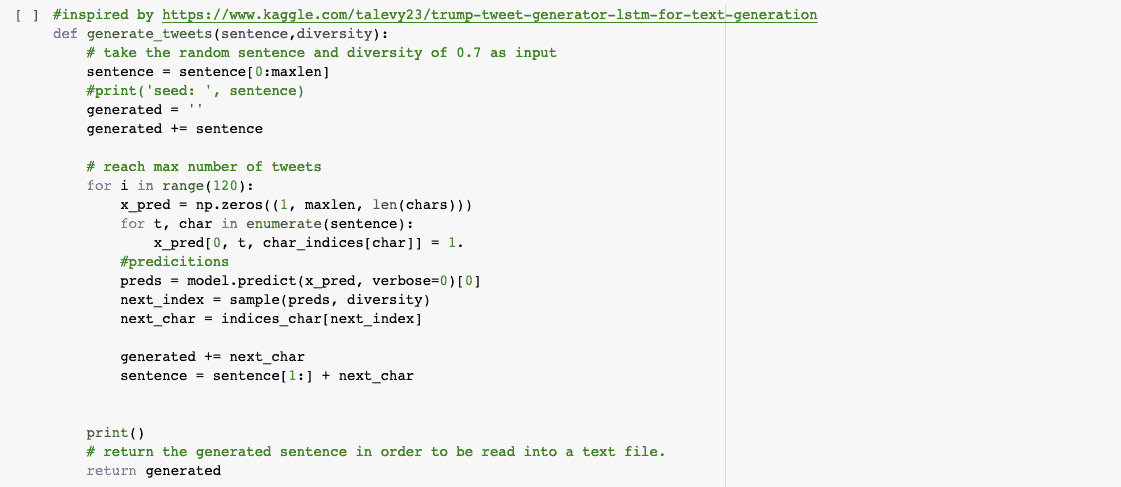 [ ] #inspired by https://www.kaggle.com/talevy23/trump-tweet-generator-lstm-for-text-generation
def generate_tweets(sentence,diversity):
    # take the random sentence and diversity of 0.7 as input
    sentence = sentence[0:maxlen]
    #print('seed: ', sentence)
    generated = ''
    generated += sentence

    # reach max number of tweets
    for i in range(120):
        x_pred = np.zeros((1, maxlen, len(chars)))
        for t, char in enumerate(sentence):
            x_pred[0, t, char_indices[char]] = 1.
        #predicitions
        preds = model.predict(x_pred, verbose=0)[0]
        next_index = sample(preds, diversity)
        next_char = indices_char[next_index]

        generated += next_char
        sentence = sentence[1:] + next_char


    print()
    # return the generated sentence in order to be read into a text file.
    return generated